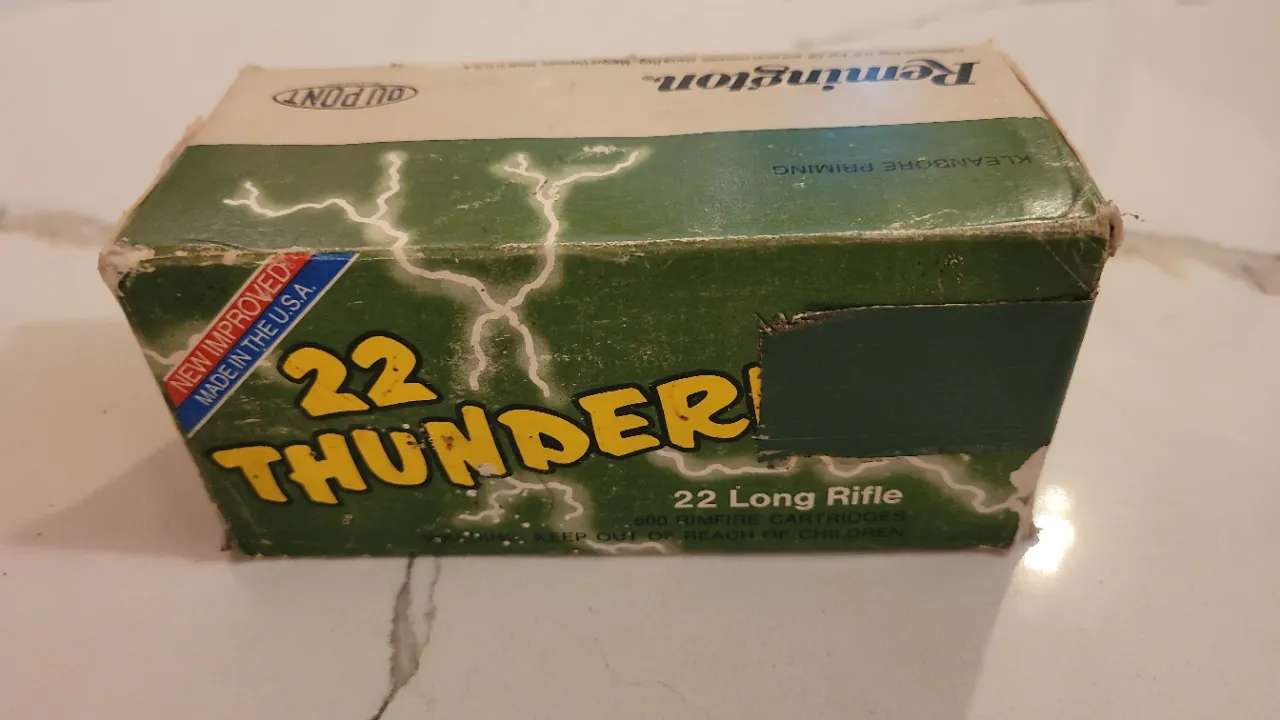 Remington®
DU PONT
KLEANBORE PRIMING
NEW IMPROVED
MADE IN THE U.S.A.
22
THUNDER
22 Long Rifle
500 RIMFIRE CARTRIDGES
WARNING: KEEP OUT OF REACH OF CHILDREN